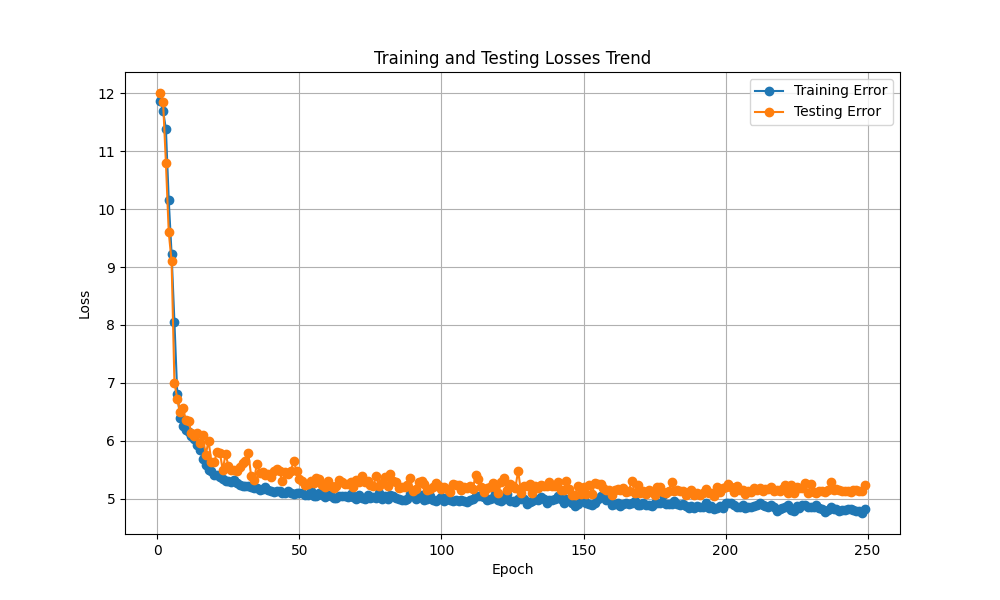 Training and Testing Losses Trend
Training Error
Testing Error
12
11
10
9
8
7
6
5
Loss
0 50 100 150 200 250
Epoch